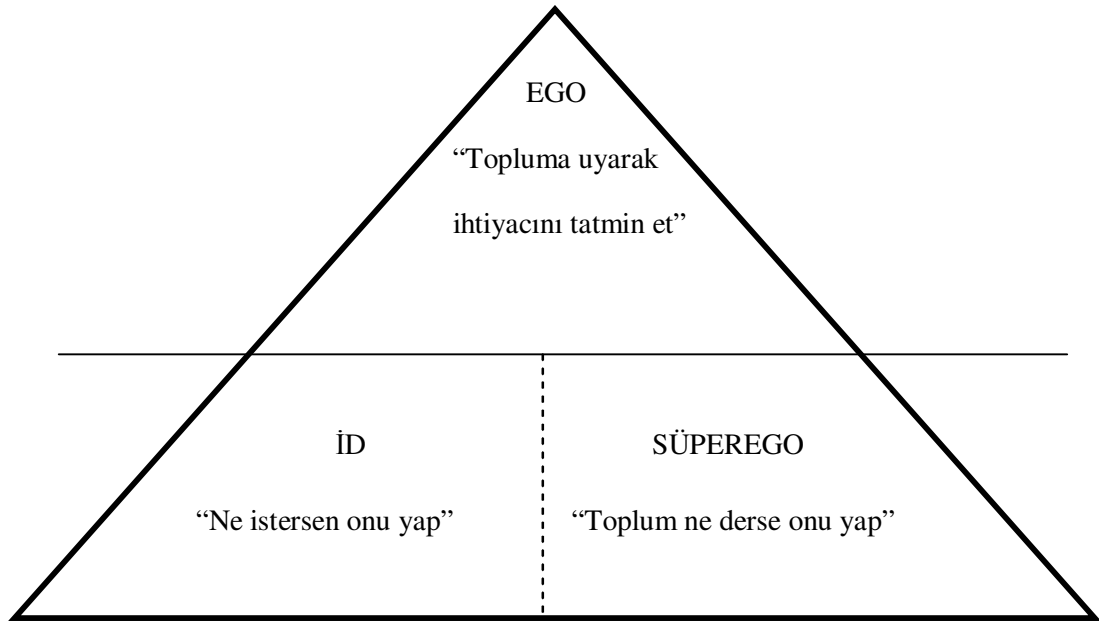 EGO
“Topluma uyarak
ihtiyacını tatmin et”
İD
“Ne istersen onu yap”
SÜPEREGO
“Toplum ne derse onu yap”